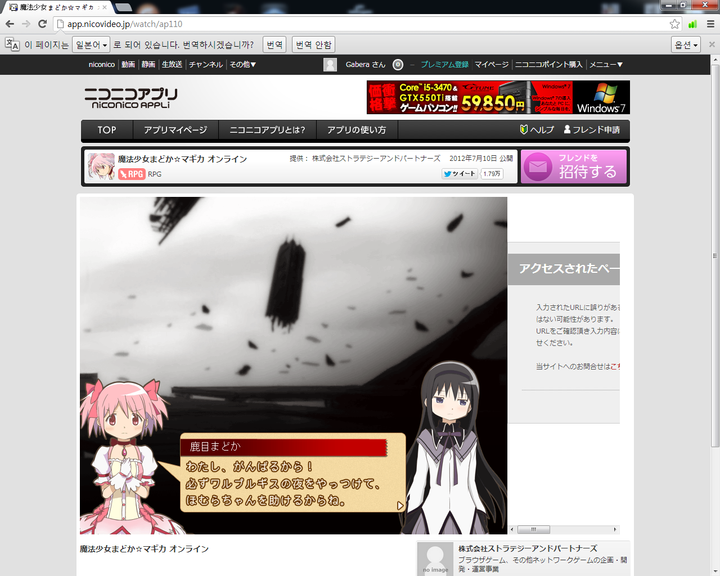 魔法少女まどか☆マギカ
app.nicovideo.jp/watch/ap110
이 페이지는 일본어 로 되어 있습니다. 번역하시겠습니까? 번역 번역 안함 옵션
niconico 動画 静画 生放送 チャンネル その他▼ Gabera さん プレミアム登録 マイページ ニコニコポイント購入 メニュー▼
ニコニコアプリ
niconico APPLi
Core i5-3470&
GTX550Ti搭載
ゲームパソコン!! 59,850円
Windows 7
TOP アプリマイページ ニコニコアプリとは? アプリの使い方 ヘルプ フレンド申請
魔法少女まどか☆マギカ オンライン 提供： 株式会社ストラテジーアンドパートナーズ 2012年7月10日 公開
RPG RPG ツイート 1.79万
フレンドを
招待する
アクセスされたペー
入力されたURLに誤りがある
はない可能性があります。
URLをご確認頂き入力内容に
せください。
当サイトへのお問合せはこち
鹿目まどか
わたし、がんばるから！
必ずワルプルギスの夜をやっつけて、
ほむらちゃんを助けるからね。
魔法少女まどか☆マギカ オンライン
no image
株式会社ストラテジーアンドパートナーズ
ブラウザゲーム、その他ネットワークゲームの企画・開
発・運営事業